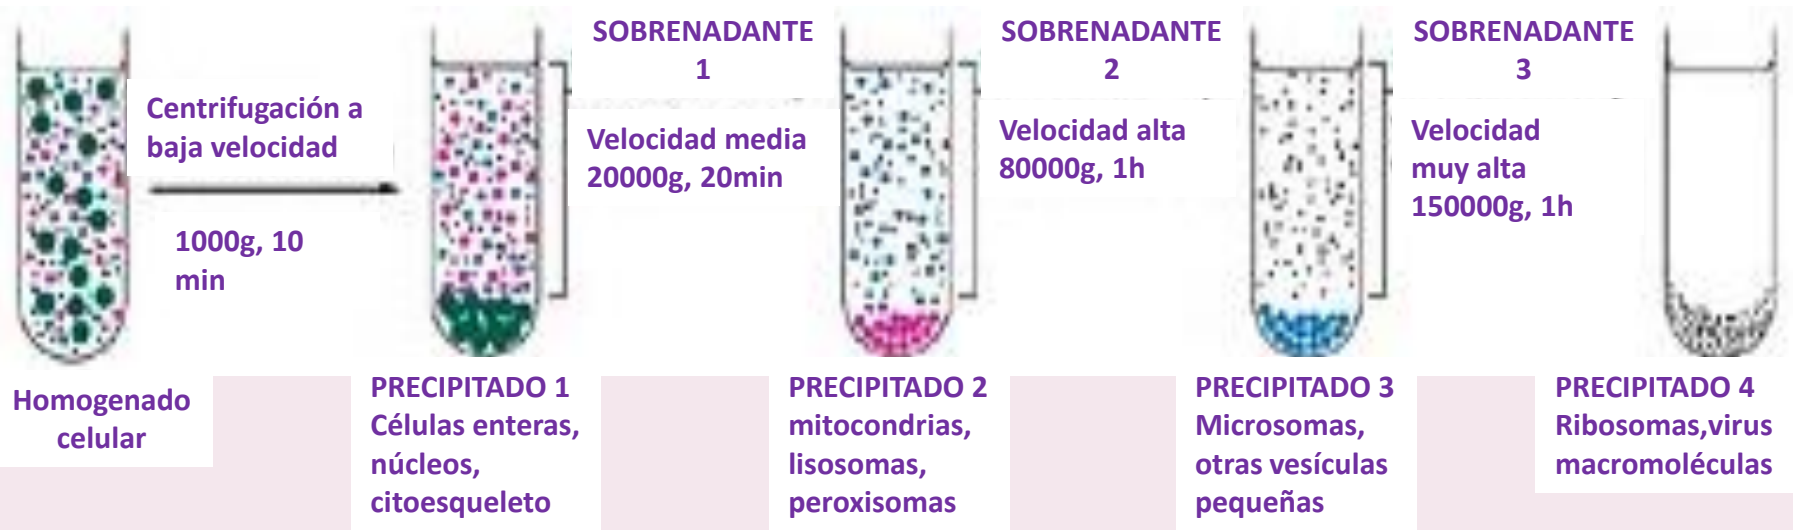 Centrifugación a
baja velocidad
1000g, 10
min
SOBRENADANTE
1
Velocidad media
20000g, 20min
SOBRENADANTE
2
Velocidad alta
80000g, 1h
SOBRENADANTE
3
Velocidad
muy alta
150000g, 1h
Homogenado
celular
PRECIPITADO 1
Células enteras,
núcleos,
citoesqueleto
PRECIPITADO 2
mitocondrias,
lisosomas,
peroxisomas
PRECIPITADO 3
Microsomas,
otras vesículas
pequeñas
PRECIPITADO 4
Ribosomas,virus
macromoléculas